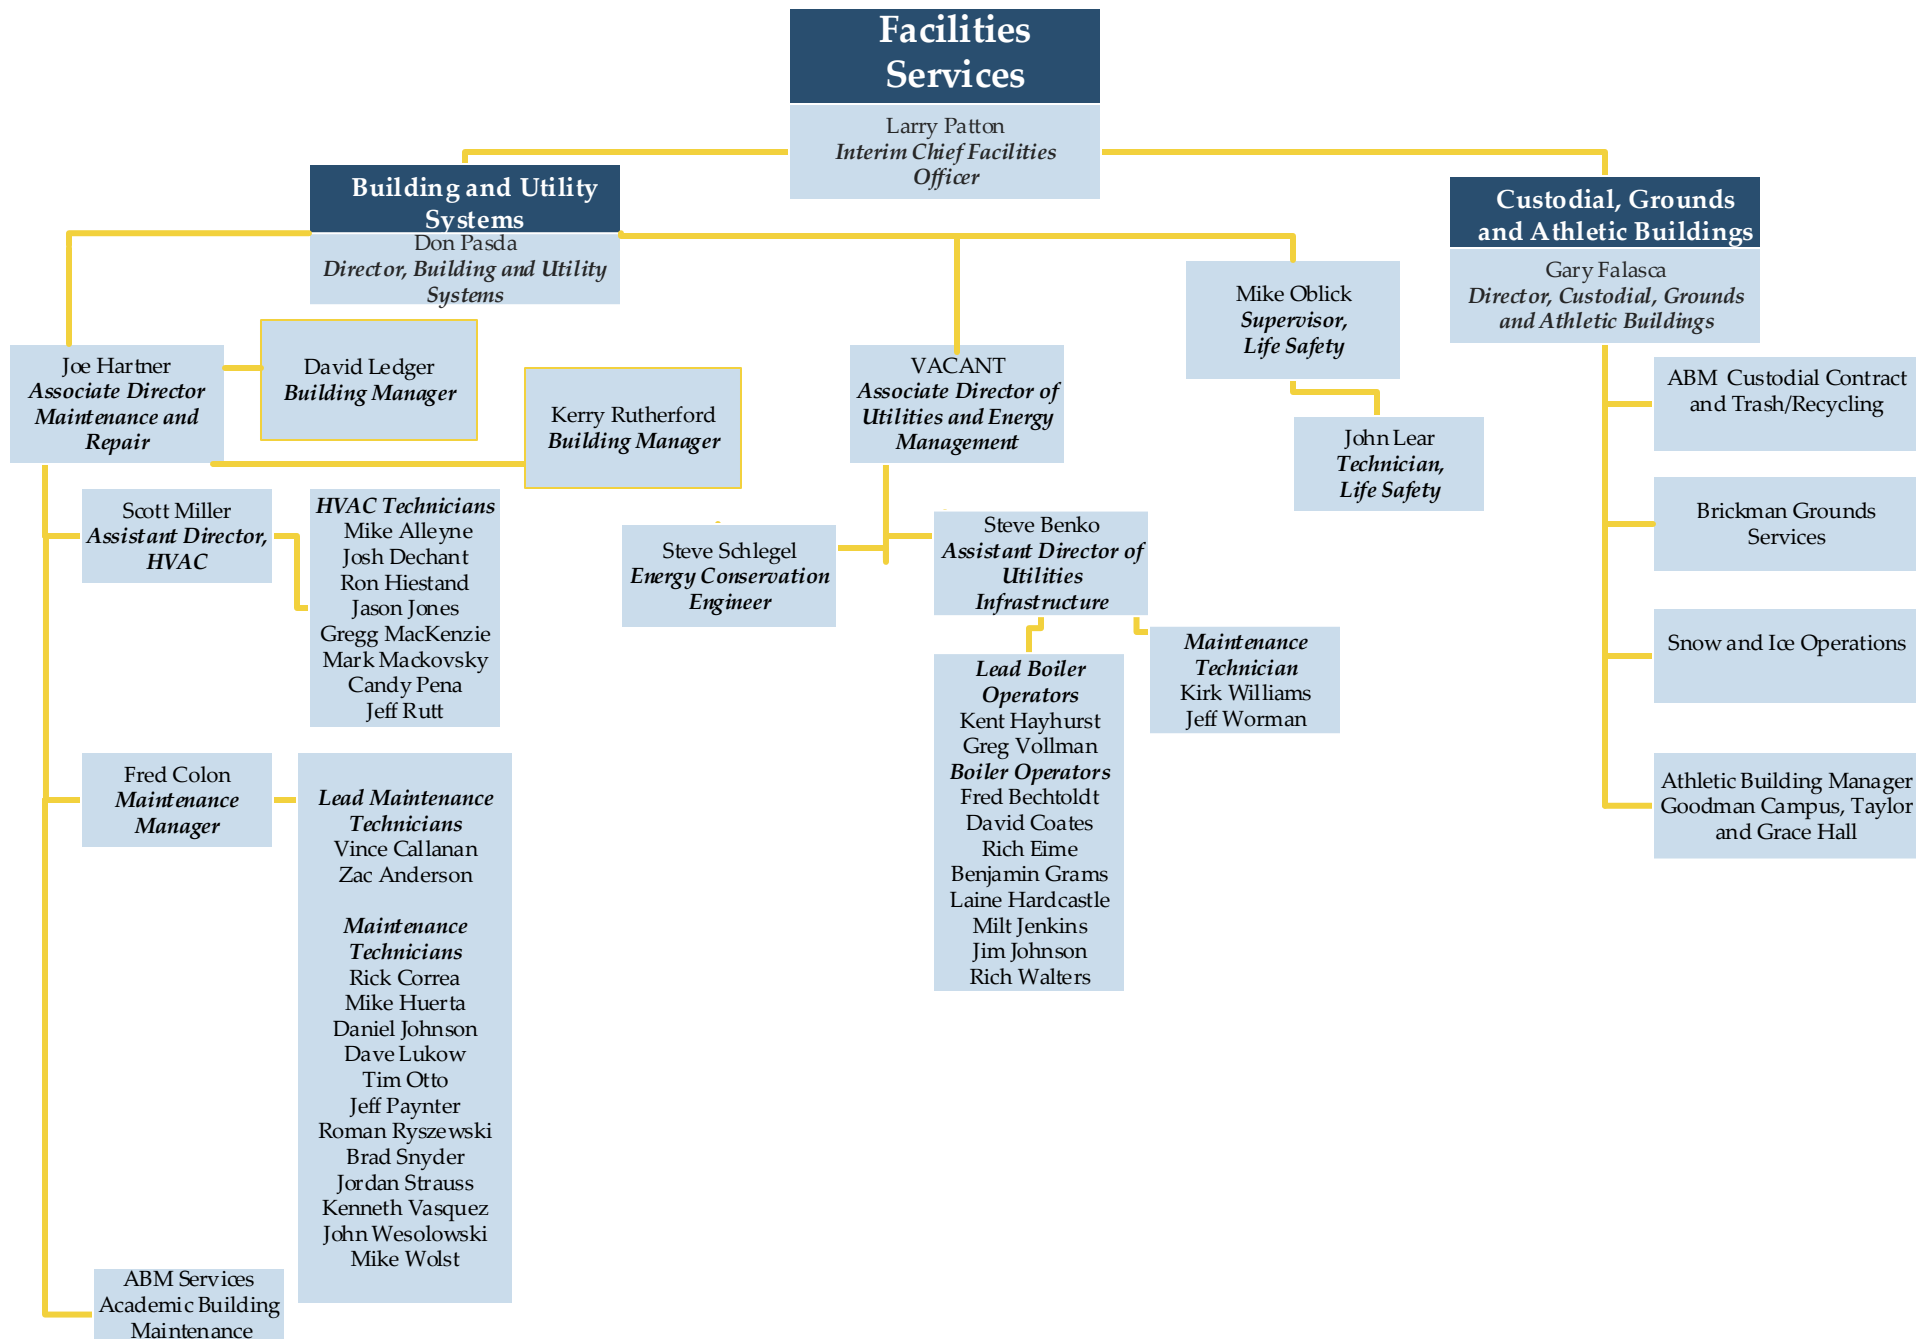 Facilities
Services
Larry Patton
Interim Chief Facilities
Officer
Building and Utility
Systems
Don Pasda
Director, Building and Utility
Systems
Custodial, Grounds
and Athletic Buildings
Gary Falasca
Director, Custodial, Grounds
and Athletic Buildings
Joe Hartner
Associate Director
Maintenance and
Repair
David Ledger
Building Manager
Kerry Rutherford
Building Manager
VACANT
Associate Director of
Utilities and Energy
Management
Mike Oblick
Supervisor,
Life Safety
John Lear
Technician,
Life Safety
ABM Custodial Contract
and Trash/Recycling
Brickman Grounds
Services
Snow and Ice Operations
Athletic Building Manager
Goodman Campus, Taylor
and Grace Hall
Scott Miller
Assistant Director,
HVAC
HVAC Technicians
Mike Alleyne
Josh Dechant
Ron Hiestand
Jason Jones
Gregg MacKenzie
Mark Mackovsky
Candy Pena
Jeff Rutt
Steve Schlegel
Energy Conservation
Engineer
Steve Benko
Assistant Director of
Utilities
Infrastructure
Lead Boiler
Operators
Kent Hayhurst
Greg Vollman
Boiler Operators
Fred Bechtoldt
David Coates
Rich Eime
Benjamin Grams
Laine Hardcastle
Milt Jenkins
Jim Johnson
Rich Walters
Maintenance
Technician
Kirk Williams
Jeff Worman
Fred Colon
Maintenance
Manager
Lead Maintenance
Technicians
Vince Callanan
Zac Anderson
Maintenance
Technicians
Rick Correa
Mike Huerta
Daniel Johnson
Dave Lukow
Tim Otto
Jeff Paynter
Roman Ryszewski
Brad Snyder
Jordan Strauss
Kenneth Vasquez
John Wesolowski
Mike Wolst
ABM Services
Academic Building
Maintenance